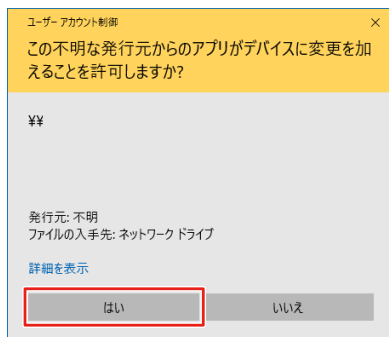 ユーザー アカウント制御
この不明な発行元からのアプリがデバイスに変更を加
えることを許可しますか?
¥¥
発行元: 不明
ファイルの入手先: ネットワーク ドライブ
詳細を表示
はい
いいえ